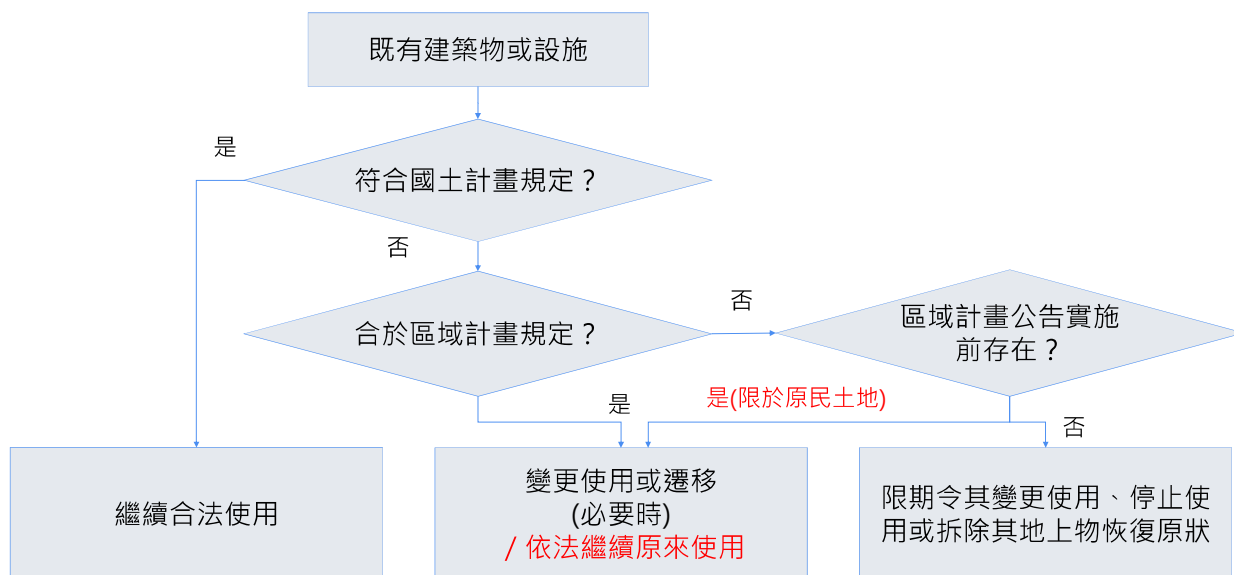 既有建築物或設施
是
符合國土計畫規定？
否
合於區域計畫規定？
否
區域計畫公告實施
前存在？
是
是(限於原民土地)
否
繼續合法使用
變更使用或遷移
(必要時)
/ 依法繼續原來使用
限期令其變更使用、停止使
用或拆除其地上物恢復原狀